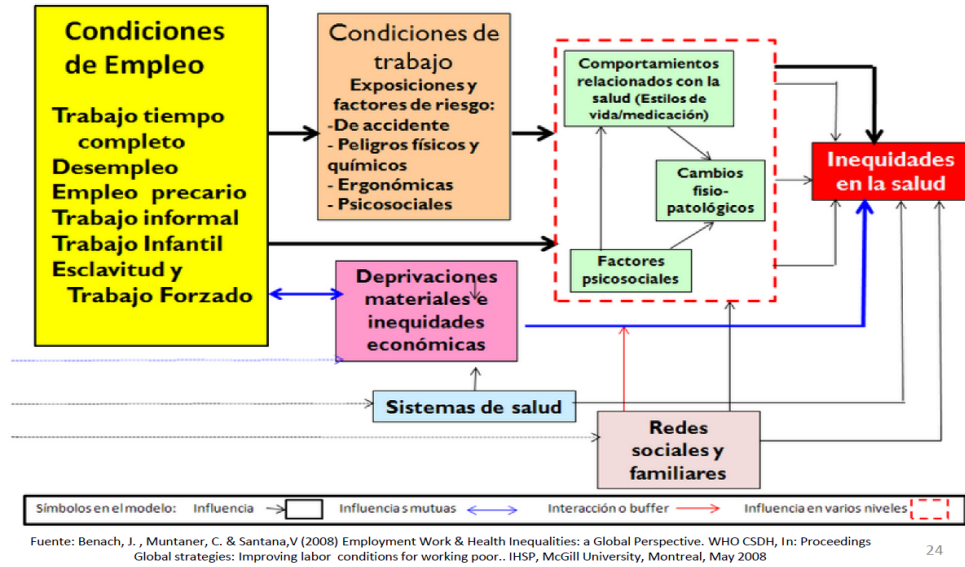 Condiciones
de Empleo
Trabajo tiempo
completo
Desempleo
Empleo precario
Trabajo informal
Trabajo Infantil
Esclavitud y
Trabajo Forzado
Condiciones de
trabajo
Exposiciones y
factores de riesgo:
-De accidente
- Peligros físicos y
químicos
- Ergonómicas
- Psicosociales
Comportamientos
relacionados con la
salud (Estilos de
vida/medicación)
Cambios
fisio-
patológicos
Factores
psicosociales
Inequidades
en la salud
Deprivaciones
materiales e
inequidades
económicas
Sistemas de salud
Redes
sociales y
familiares
Símbolos en el modelo: Influencia Influencias mutuas Interacción o buffer Influencia en varios niveles
Fuente: Benach, J. , Muntaner, C. & Santana,V (2008) Employment Work & Health Inequalities: a Global Perspective. WHO CSDH, In: Proceedings
Global strategies: Improving labor conditions for working poor.. IHSP, McGill University, Montreal, May 2008
24